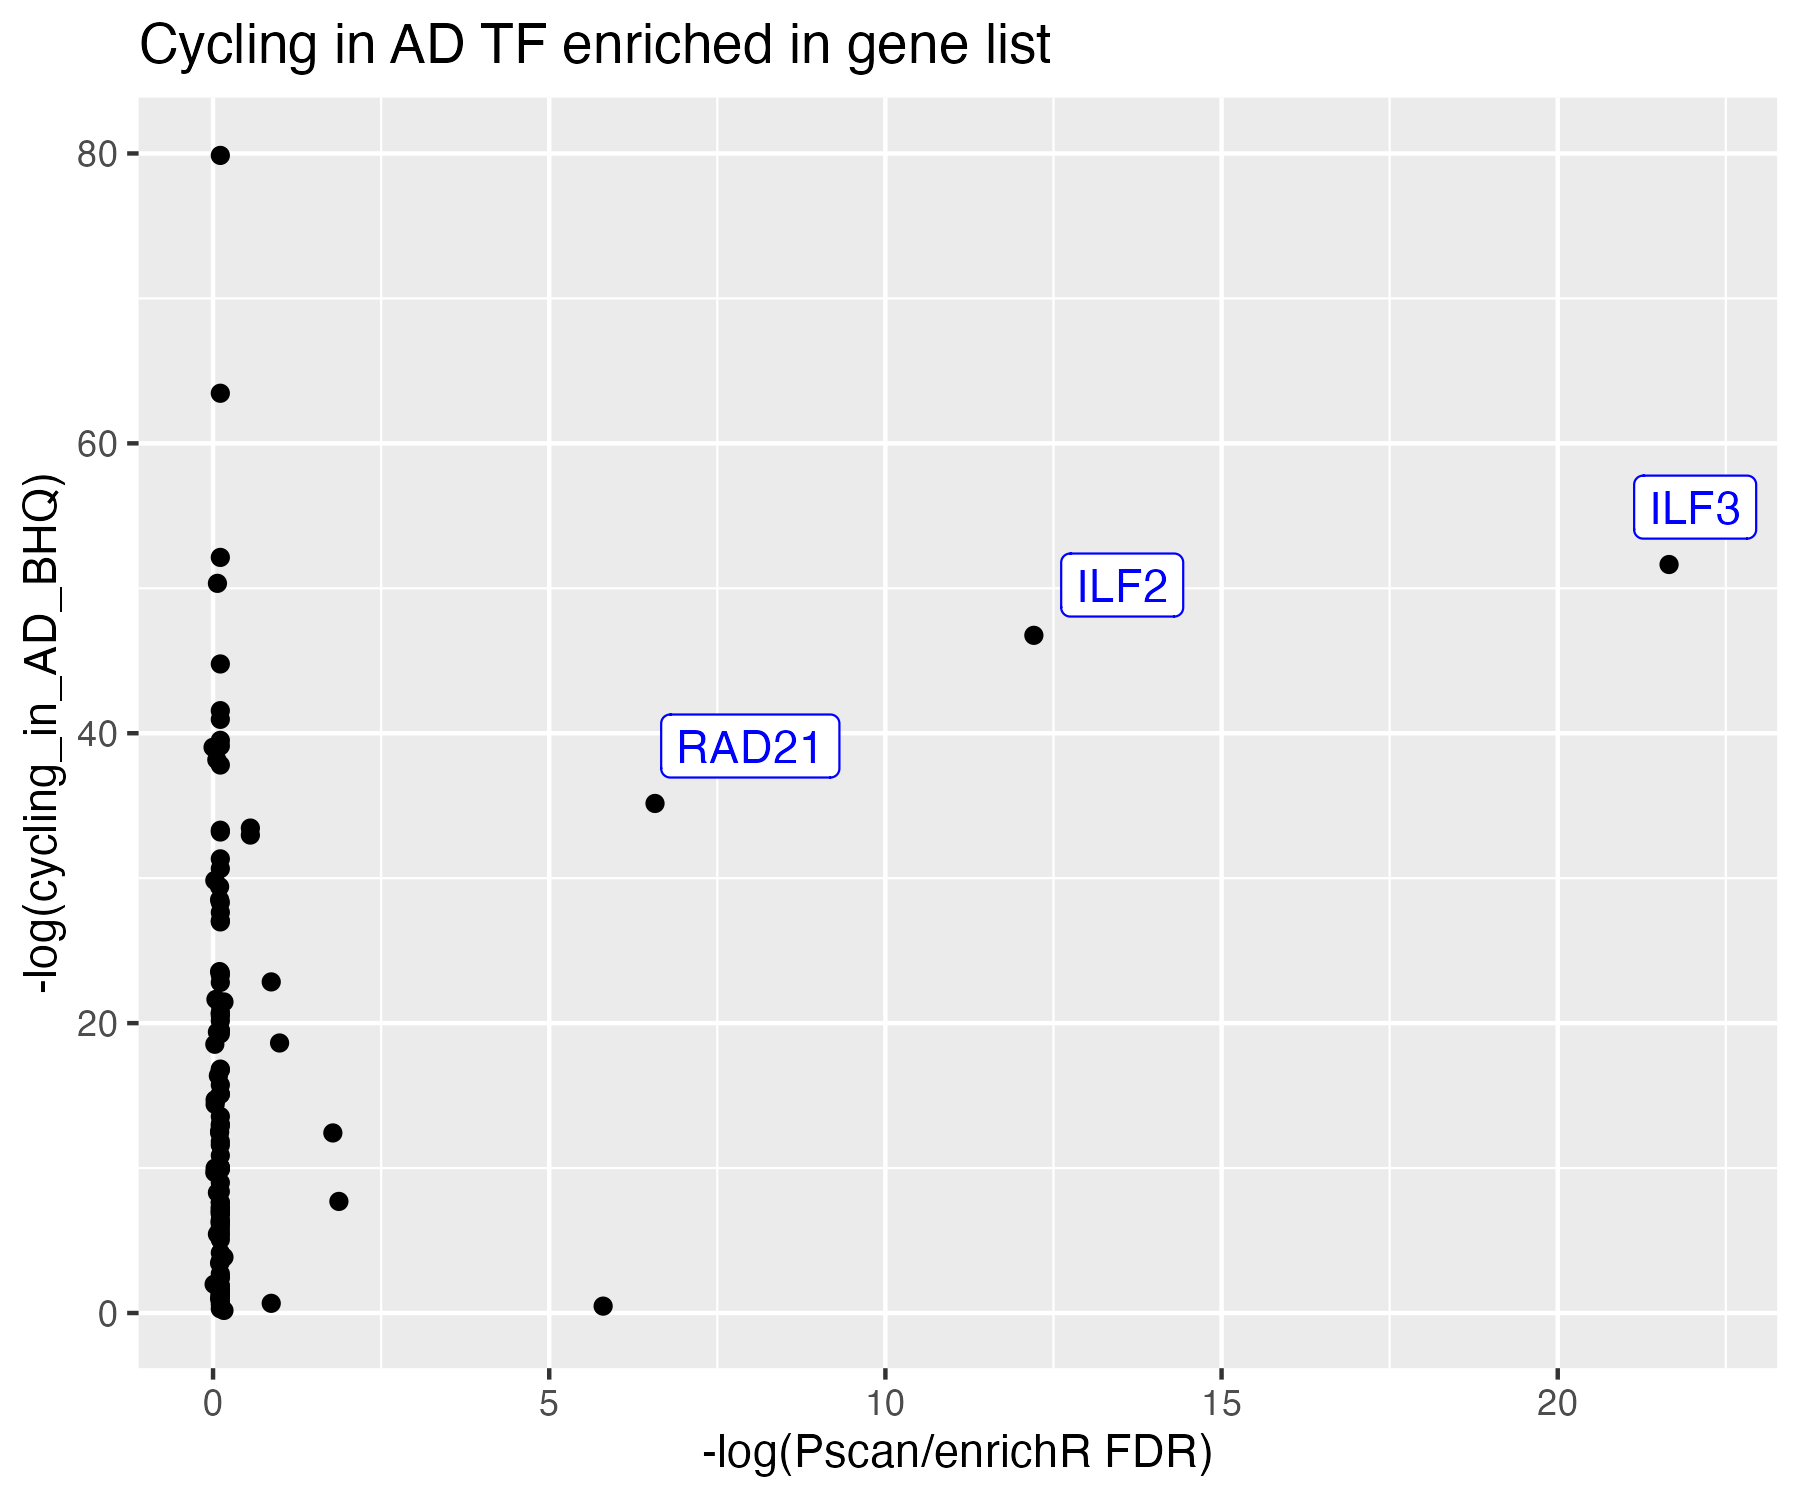 Cycling in AD TF enriched in gene list
80
60
40
20
0
-log(cycling_in_AD_BHQ)
ILF3
ILF2
RAD21
0 5 10 15 20
-log(Pscan/enrichR FDR)